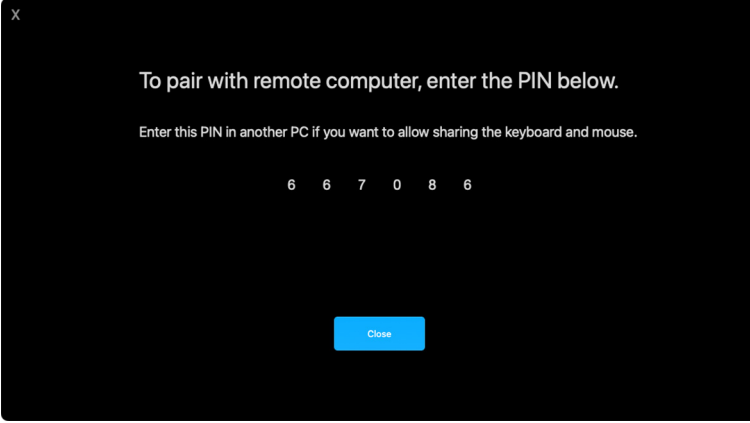 X
To pair with remote computer, enter the PIN below.
Enter this PIN in another PC if you want to allow sharing the keyboard and mouse.
6 6 7 0 8 6
Close